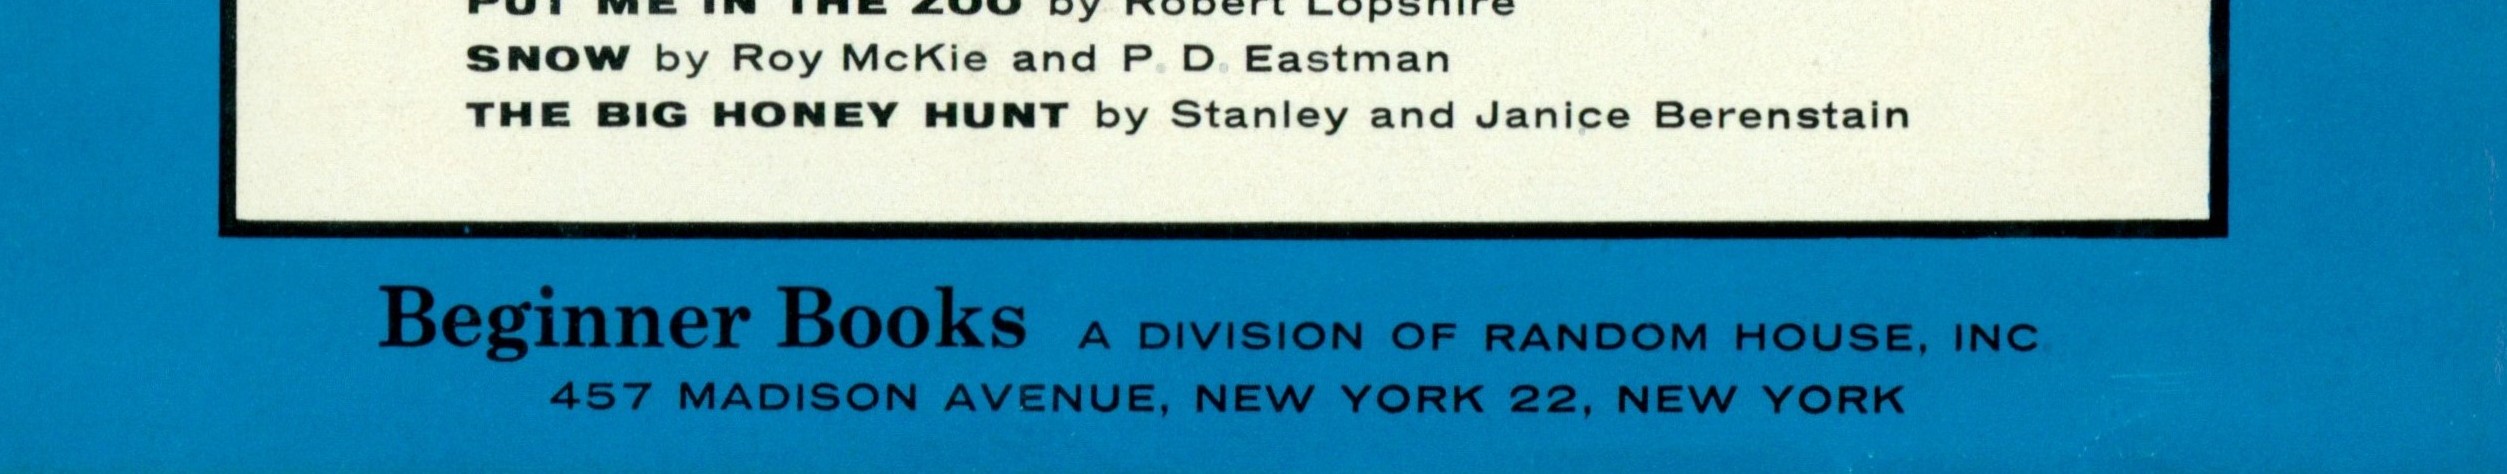 PUT ME IN THE ZOO by Robert Lopshire
SNOW by Roy McKie and P. D. Eastman
THE BIG HONEY HUNT by Stanley and Janice Berenstain
Beginner Books A DIVISION OF RANDOM HOUSE, INC
457 MADISON AVENUE, NEW YORK 22, NEW YORK